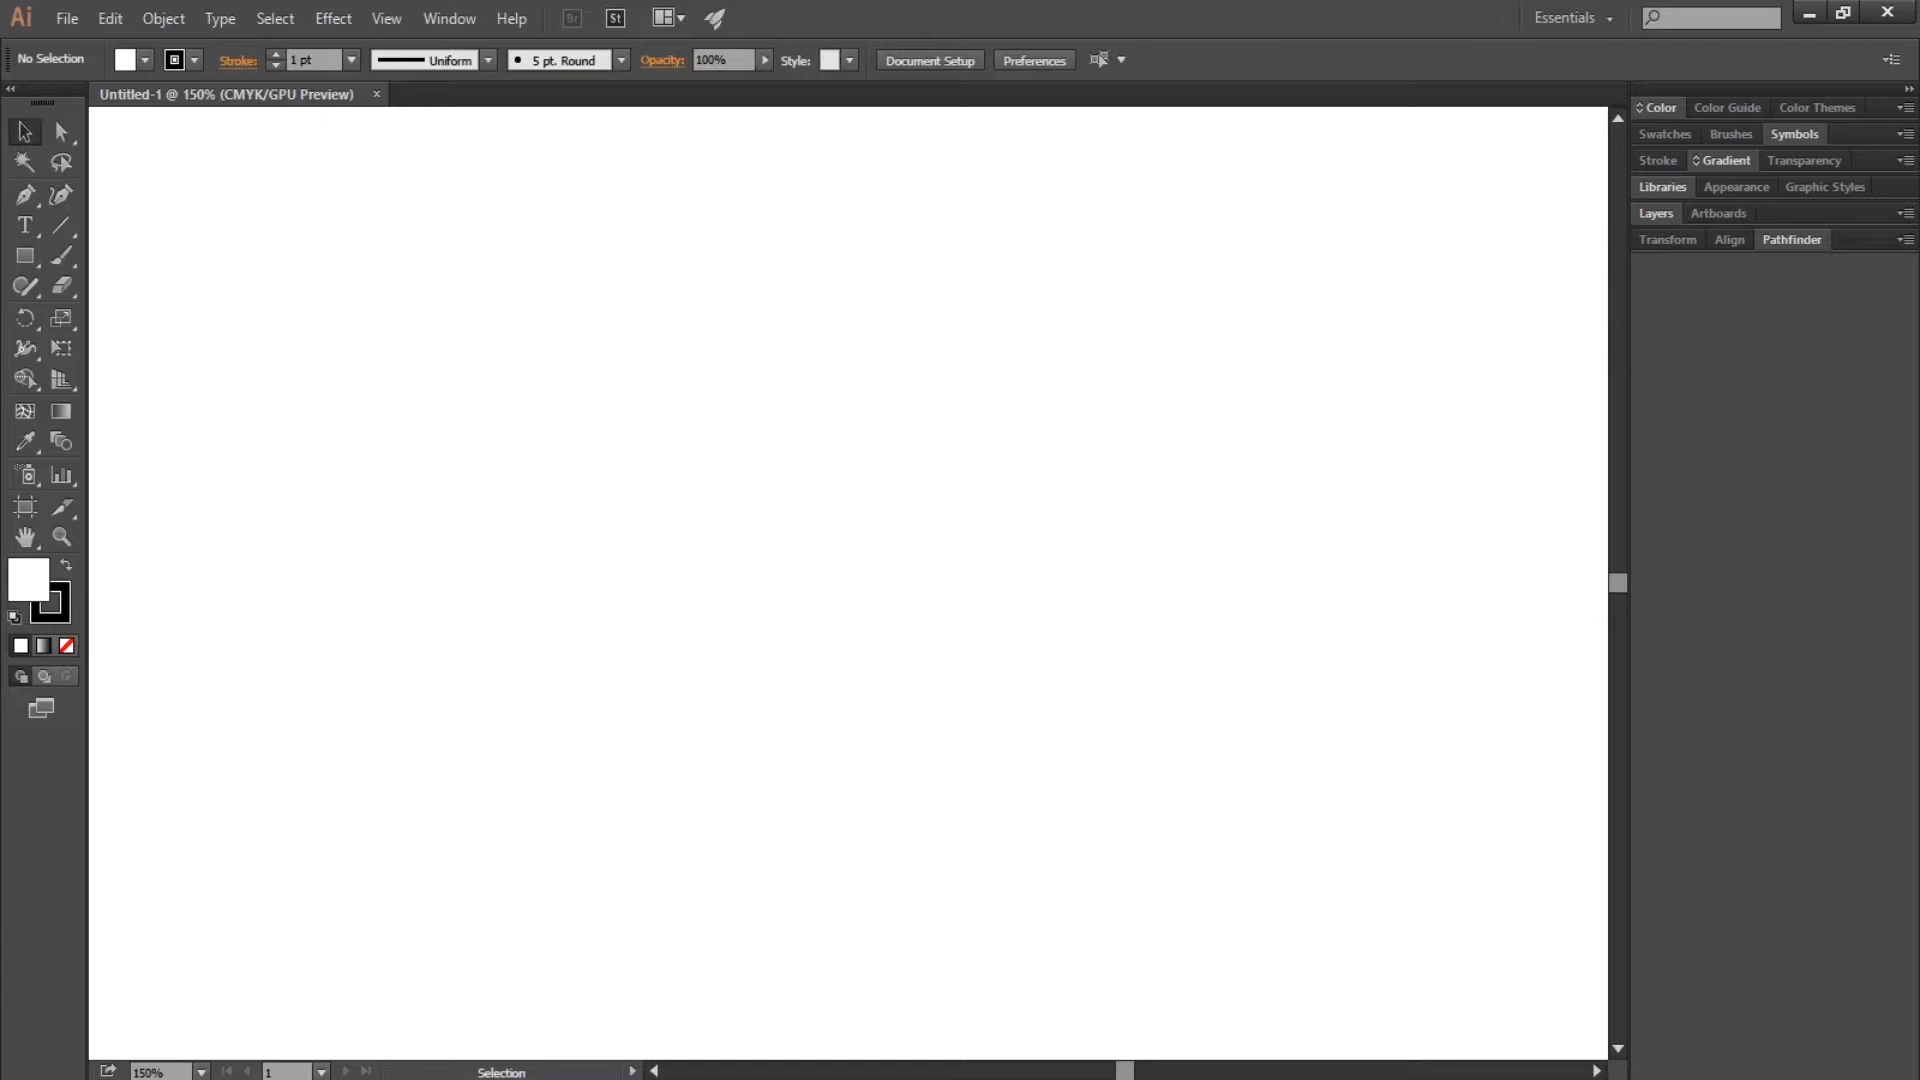 Ai File Edit Object Type Select Effect View Window Help Br St Essentials
No Selection Stroke: 1 pt Uniform 5 pt. Round Opacity: 100% Style: Document Setup Preferences
Untitled-1 @ 150% (CMYK/GPU Preview) ×
Color Color Guide Color Themes
Swatches Brushes Symbols
Stroke Gradient Transparency
Libraries Appearance Graphic Styles
Layers Artboards
Transform Align Pathfinder
150% 1 Selection